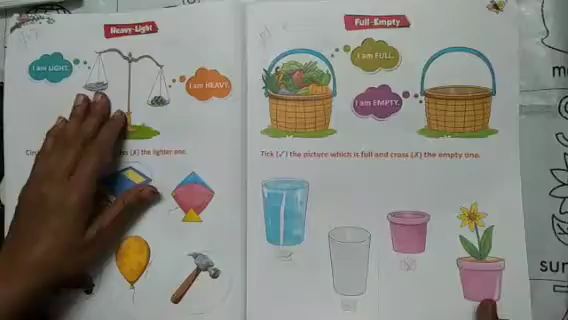 Heavy-Light
I am LIGHT.
I am HEAVY.
(✗) the lighter one.
Full-Empty
I am FULL.
I am EMPTY.
Tick (✓) the picture which is full and cross (✗) the empty one.